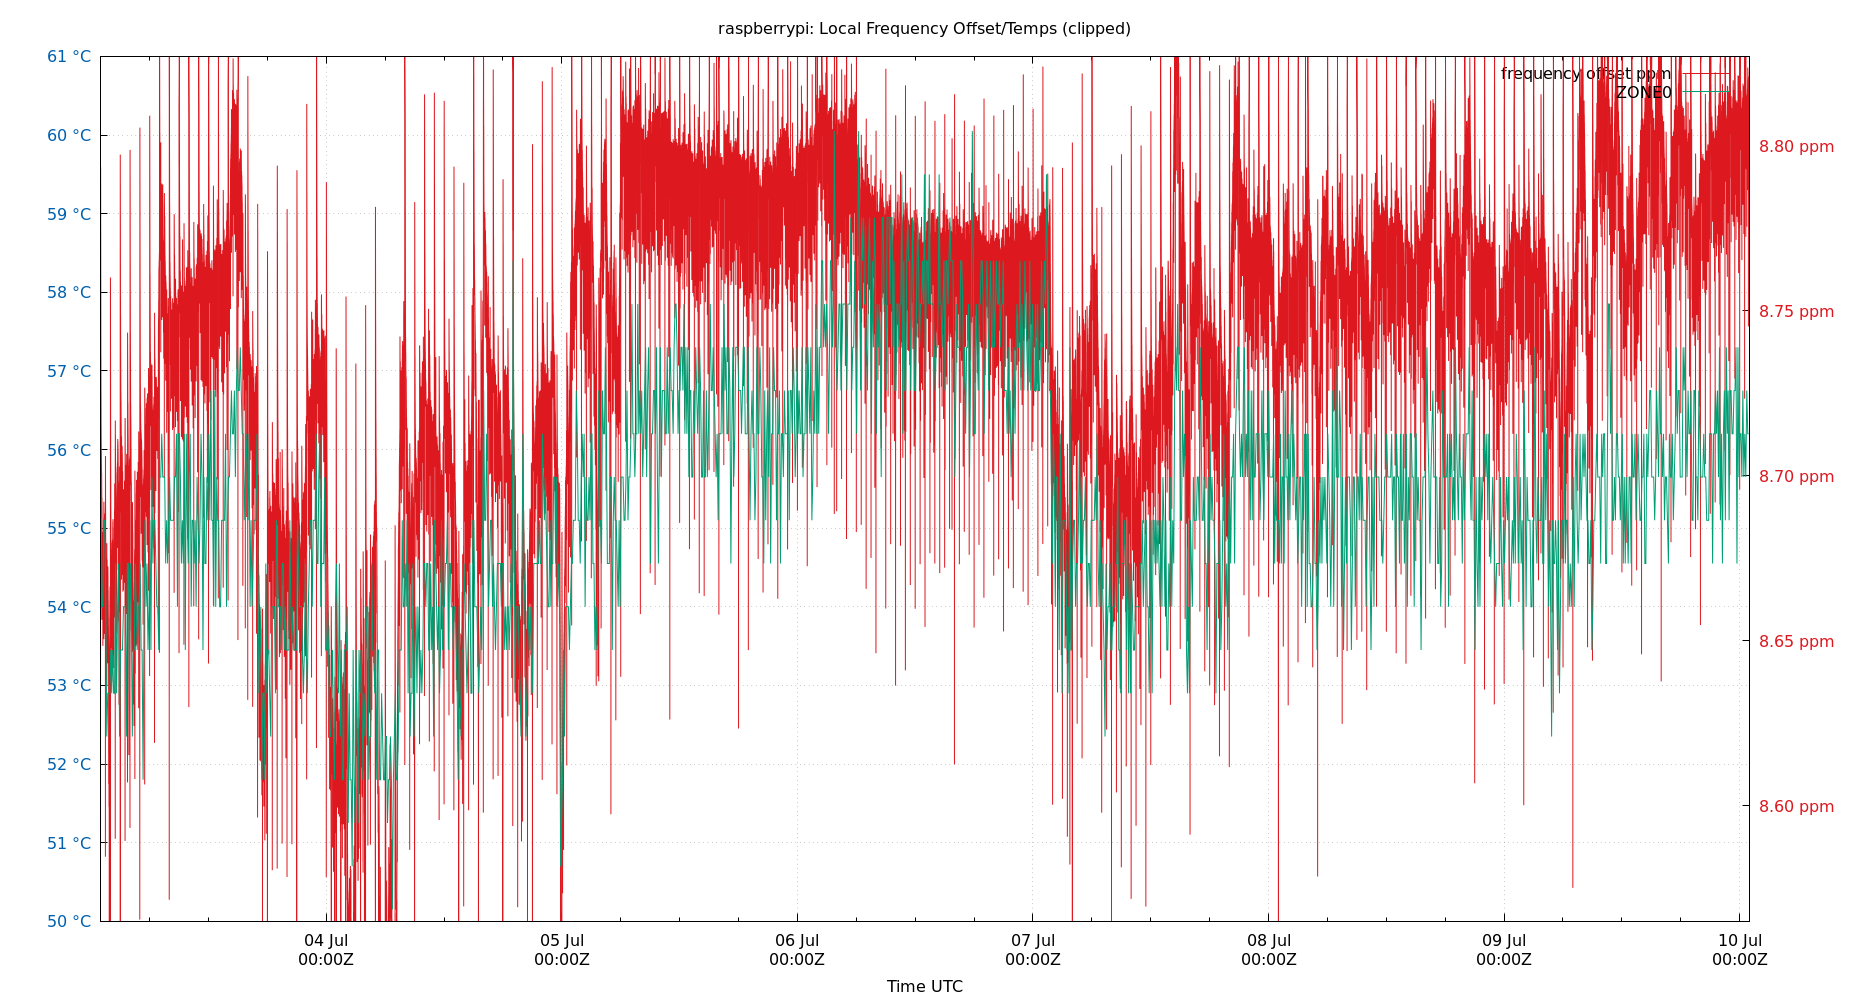 raspberrypi: Local Frequency Offset/Temps (clipped)
frequency offset ppm
ZONE0
61 °C
60 °C
59 °C
58 °C
57 °C
56 °C
55 °C
54 °C
53 °C
52 °C
51 °C
50 °C
8.80 ppm
8.75 ppm
8.70 ppm
8.65 ppm
8.60 ppm
04 Jul
00:00Z
05 Jul
00:00Z
06 Jul
00:00Z
07 Jul
00:00Z
08 Jul
00:00Z
09 Jul
00:00Z
10 Jul
00:00Z
Time UTC